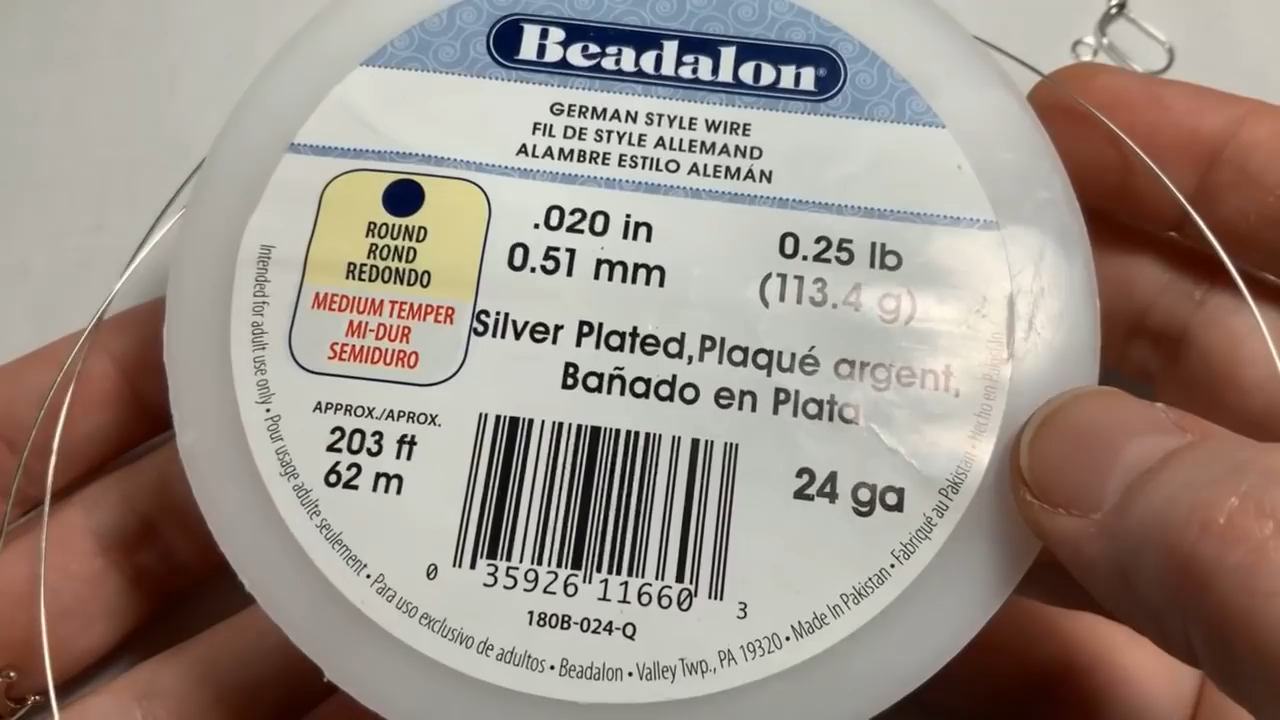 Beadalon®
GERMAN STYLE WIRE
FIL DE STYLE ALLEMAND
ALAMBRE ESTILO ALEMÁN
ROUND
ROND
REDONDO
MEDIUM TEMPER
MI-DUR
SEMIDURO
.020 in
0.51 mm
0.25 lb
(113.4 g)
Silver Plated,Plaqué argent,
Bañado en Plata
APPROX./APROX.
203 ft
62 m
24 ga
0 35926 11660 3
180B-024-Q
Intended for adult use only • Pour usage adulte seulement • Para uso exclusivo de adultos • Beadalon • Valley Twp., PA 19320 • Made In Pakistan • Fabriqué au Pakistan • Hecho en Pakistán